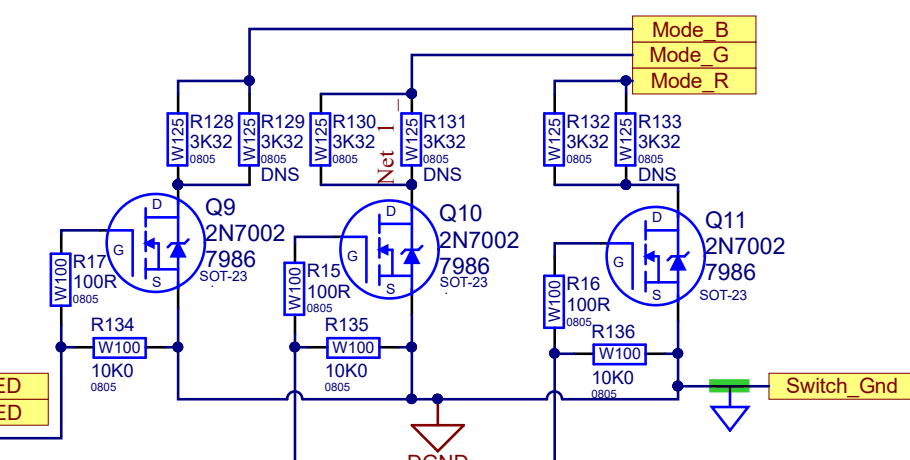 Mode_B
Mode_G
Mode_R
R128
3K32
0805
W125
R129
3K32
0805
DNS
W125
R130
3K32
0805
W125
Net_1_
R131
3K32
0805
DNS
W125
R132
3K32
0805
W125
R133
3K32
0805
DNS
W125
Q9
2N7002
7986
SOT-23
D
G
S
Q10
2N7002
7986
SOT-23
D
G
S
Q11
2N7002
7986
SOT-23
D
G
S
R17
100R
0805
W100
R15
100R
0805
W100
R16
100R
0805
W100
R134
W100
10K0
0805
R135
W100
10K0
0805
R136
W100
10K0
0805
ED
ED
Switch_Gnd
DGND